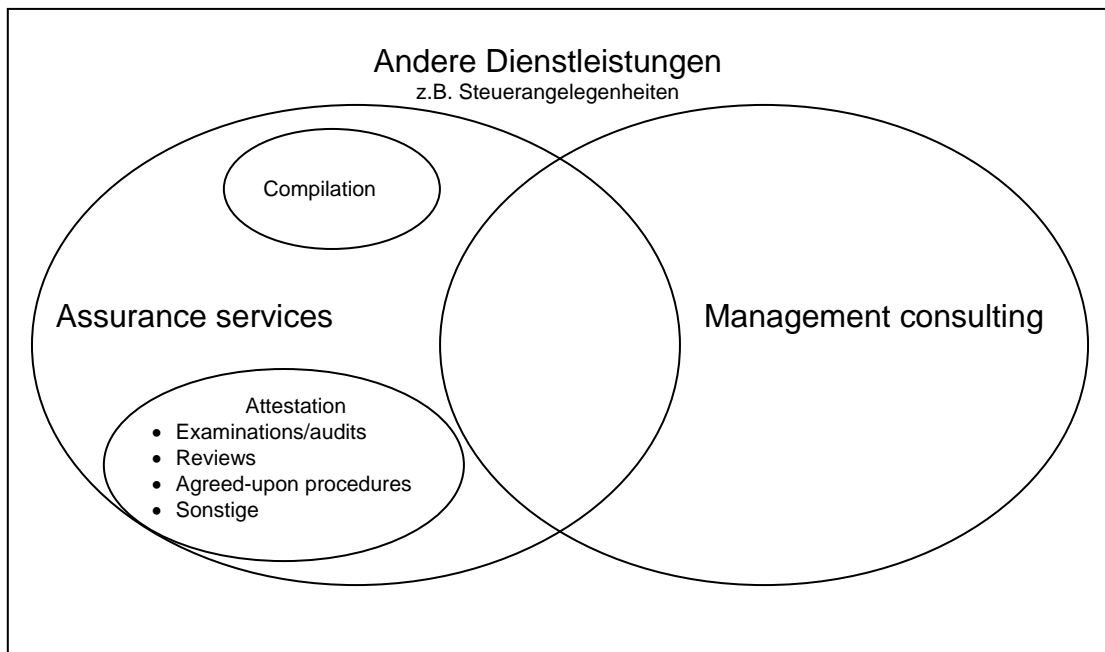 Andere Dienstleistungen
z.B. Steuerangelegenheiten
Compilation
Assurance services
Management consulting
Attestation
• Examinations/audits
• Reviews
• Agreed-upon procedures
• Sonstige